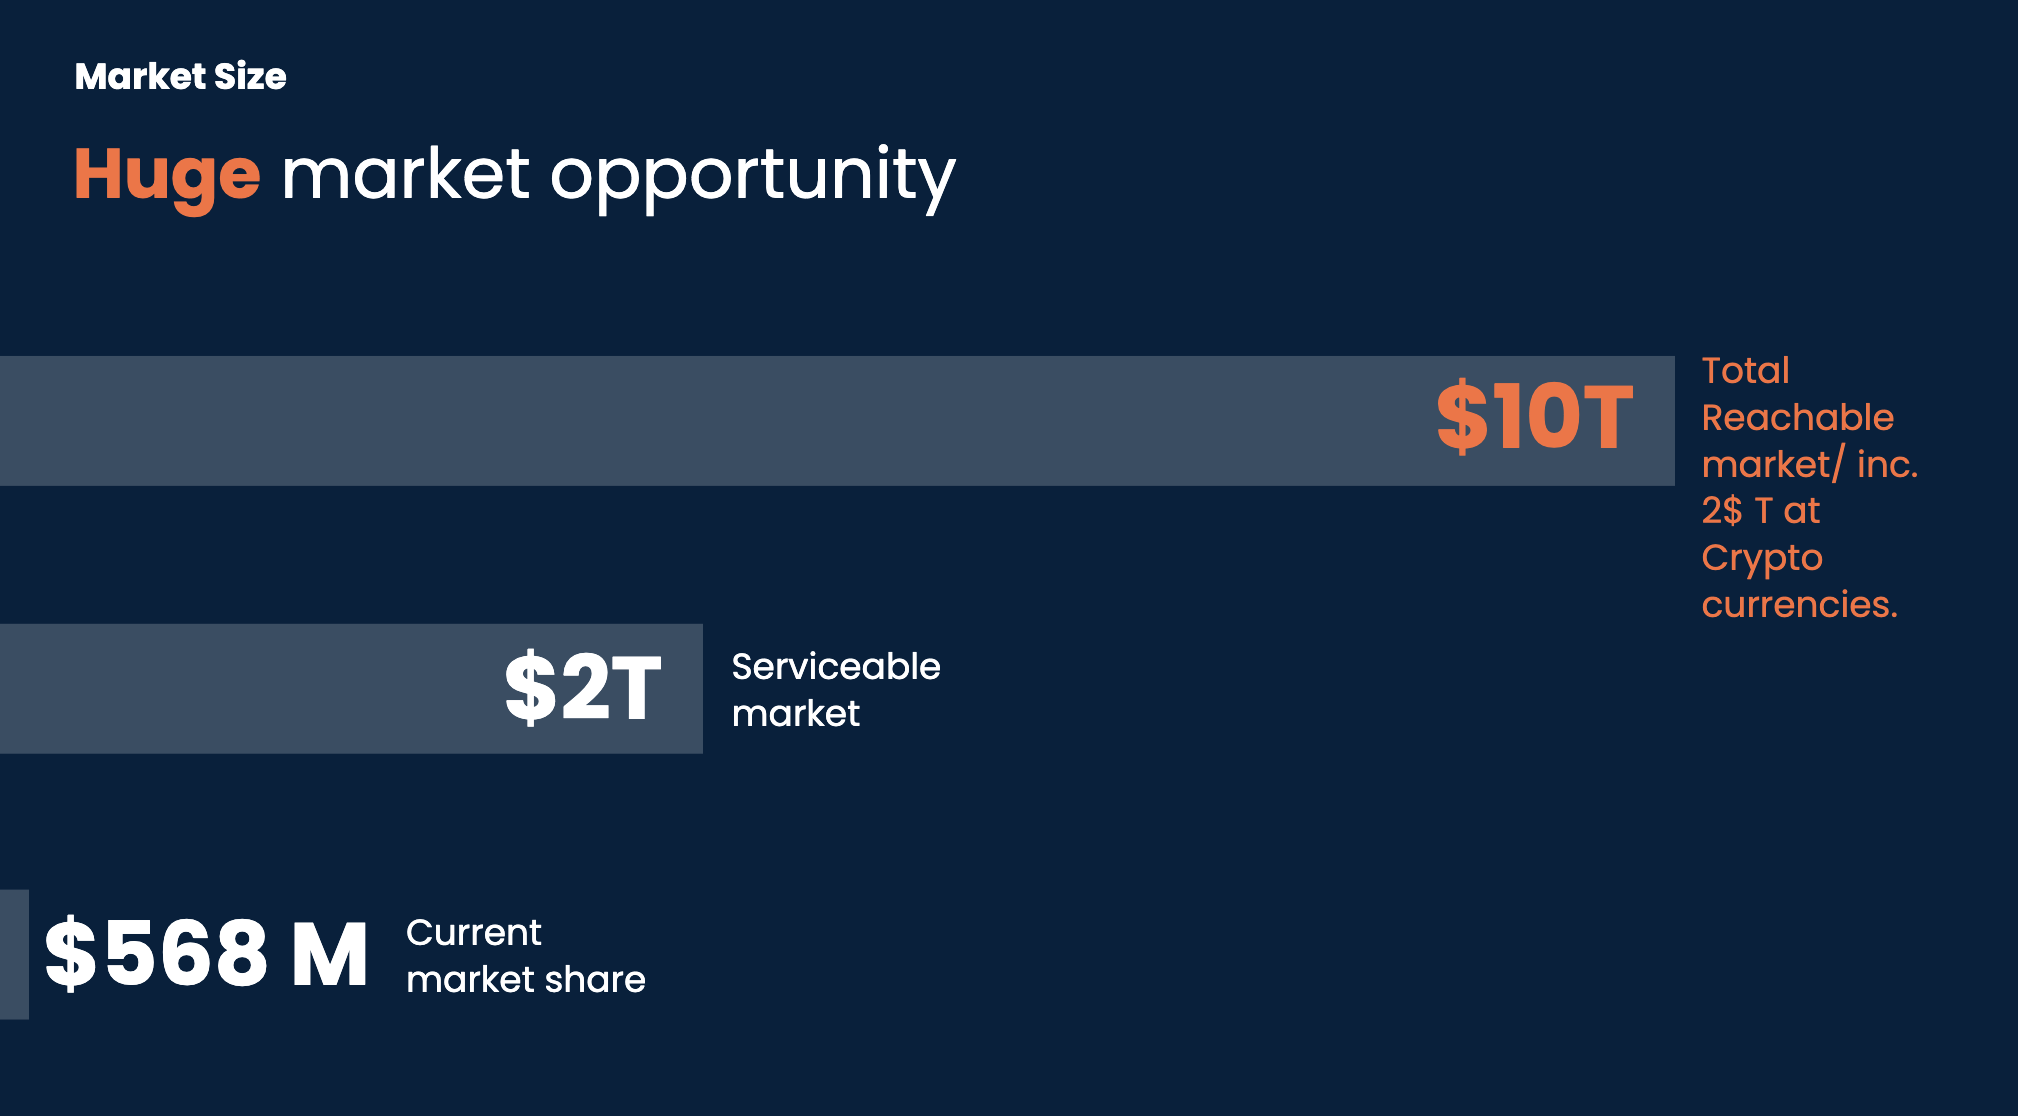 Market Size
Huge market opportunity
$10T
Total
Reachable
market/ inc.
2$ T at
Crypto
currencies.
$2T
Serviceable
market
$568 M
Current
market share